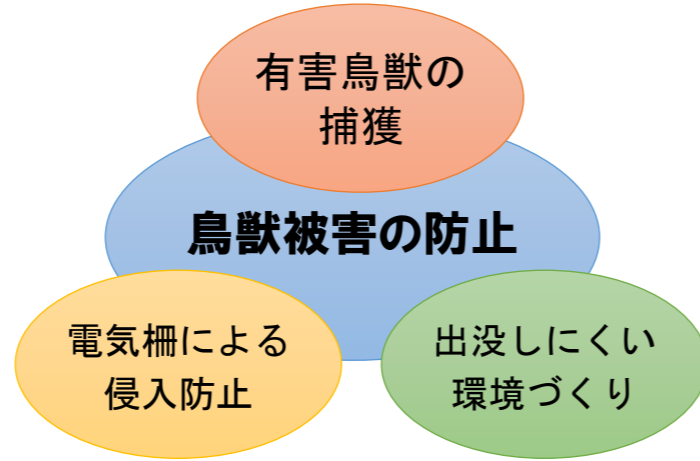 有害鳥獣の
捕獲
鳥獣被害の防止
電気柵による
侵入防止
出没しにくい
環境づくり